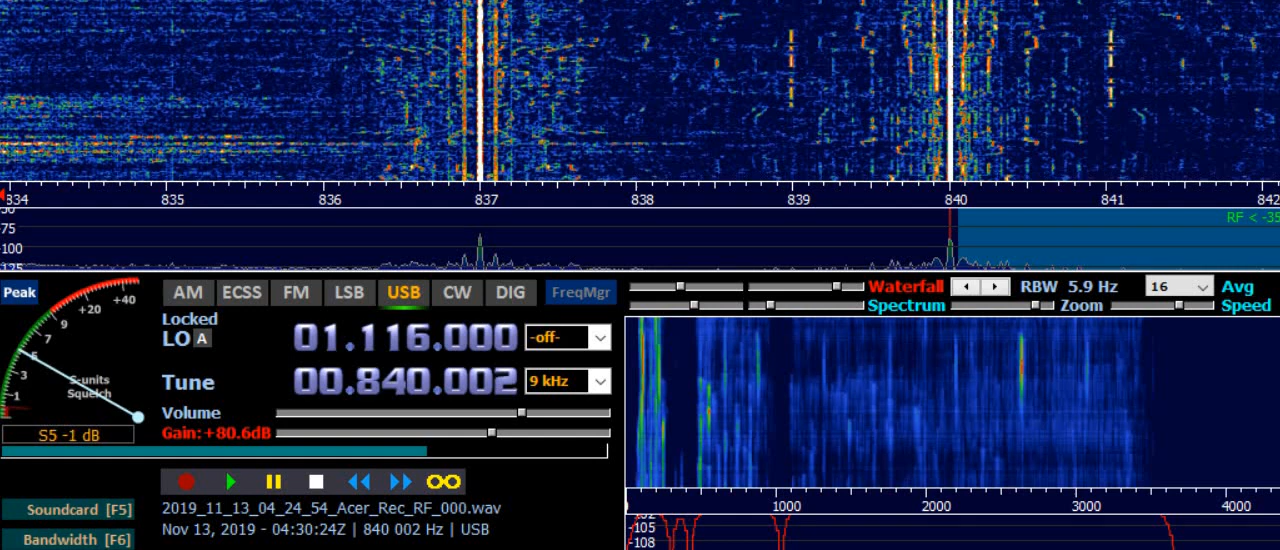 834 835 836 837 838 839 840 841 842
RF < -35
-75
-100
-125
Peak
AM ECSS FM LSB USB CW DIG FreqMgr
Waterfall RBW 5.9 Hz 16 Avg
Spectrum Zoom Speed
1 3 5 7 9 +20 +40
S-units
Squelch
S5 -1 dB
Locked
LO A 01.116.000 -off-
Tune 00.840.002 9 kHz
Volume
Gain:+80.6dB
2019_11_13_04_24_54_Acer_Rec_RF_000.wav
Nov 13, 2019 - 04:30:24Z | 840 002 Hz | USB
Soundcard [F5]
Bandwidth [F6]
1000 2000 3000 4000
-105
-108